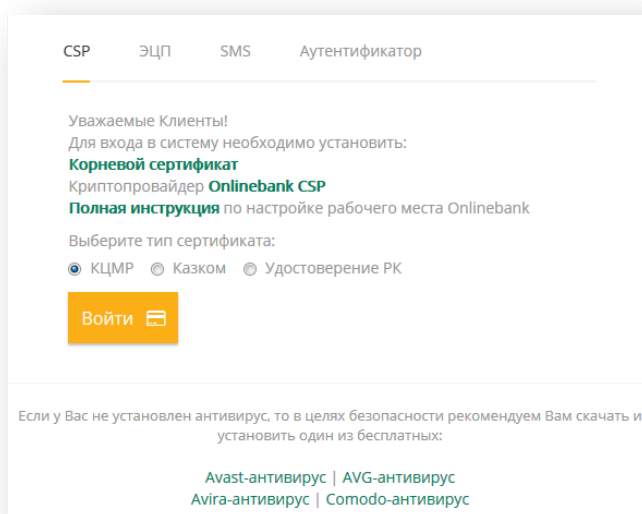 CSP ЭЦП SMS Аутентификатор
Уважаемые Клиенты!
Для входа в систему необходимо установить:
Корневой сертификат
Криптопровайдер Onlinebank CSP
Полная инструкция по настройке рабочего места Onlinebank
Выберите тип сертификата:
КЦМР Казком Удостоверение РК
Войти
Если у Вас не установлен антивирус, то в целях безопасности рекомендуем Вам скачать и
установить один из бесплатных:
Avast-антивирус | AVG-антивирус
Avira-антивирус | Comodo-антивирус